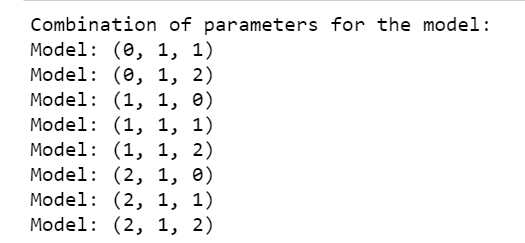 Combination of parameters for the model:
Model: (0, 1, 1)
Model: (0, 1, 2)
Model: (1, 1, 0)
Model: (1, 1, 1)
Model: (1, 1, 2)
Model: (2, 1, 0)
Model: (2, 1, 1)
Model: (2, 1, 2)